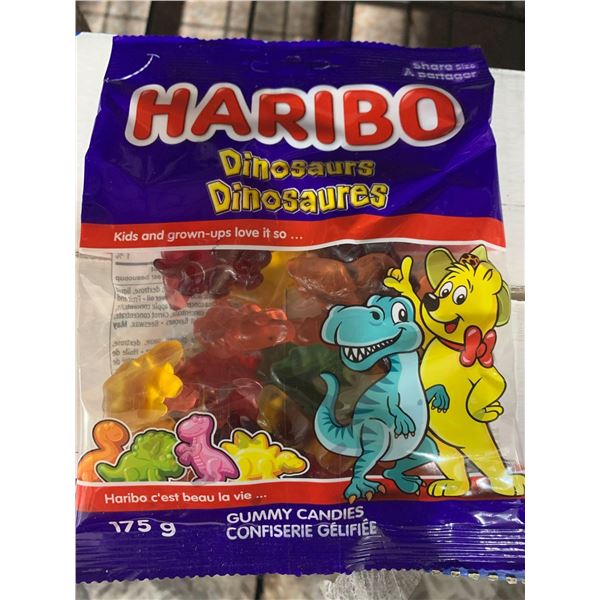 Share size
À partager
HARIBO
Dinosaurs
Dinosaures
Kids and grown-ups love it so ...
Haribo c'est beau la vie ...
175 g
GUMMY CANDIES
CONFISERIE GÉLIFIÉE